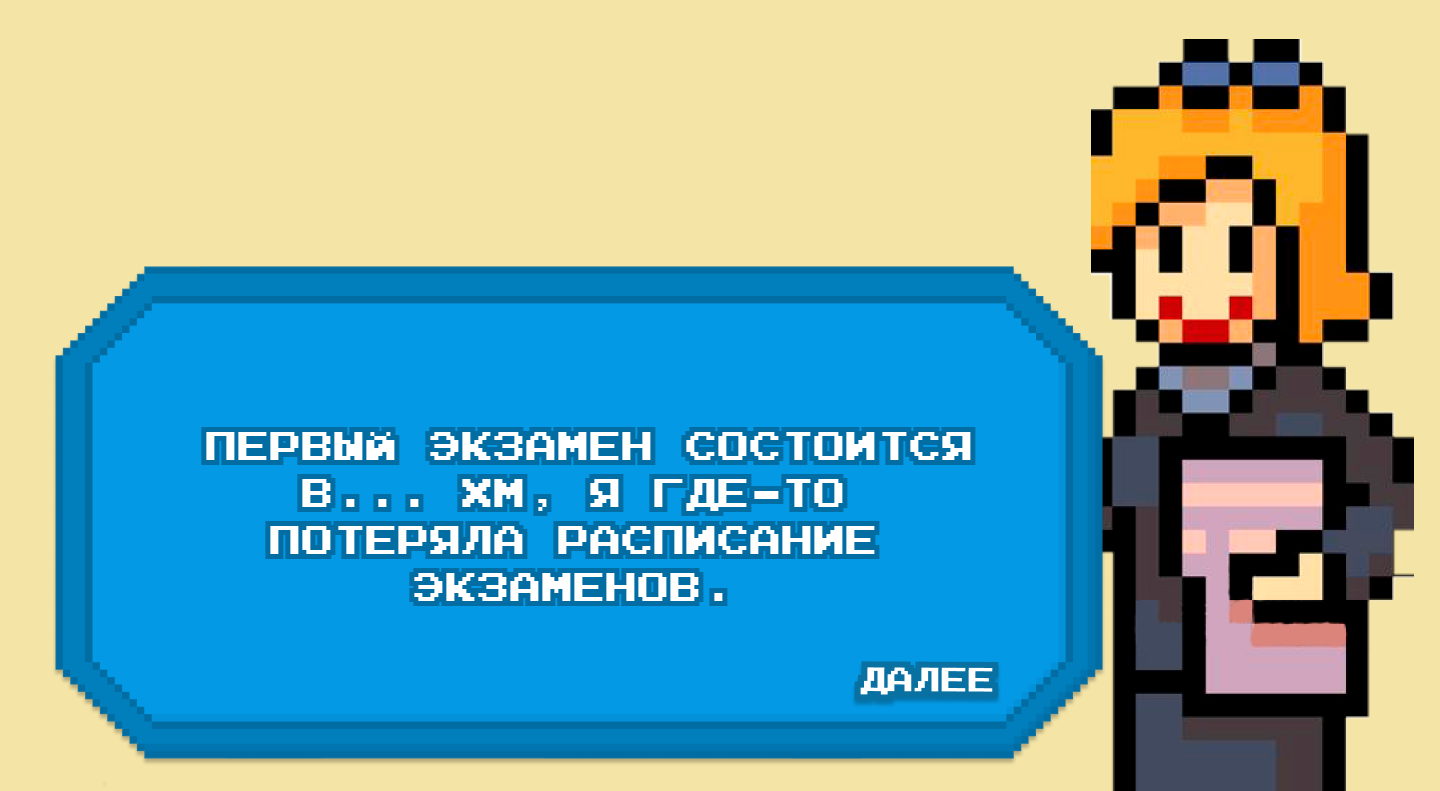 ПЕРВЫЙ ЭКЗАМЕН СОСТОИТСЯ
В... ХМ, Я ГДЕ-ТО
ПОТЕРЯЛА РАСПИСАНИЕ
ЭКЗАМЕНОВ.
ДАЛЕЕ